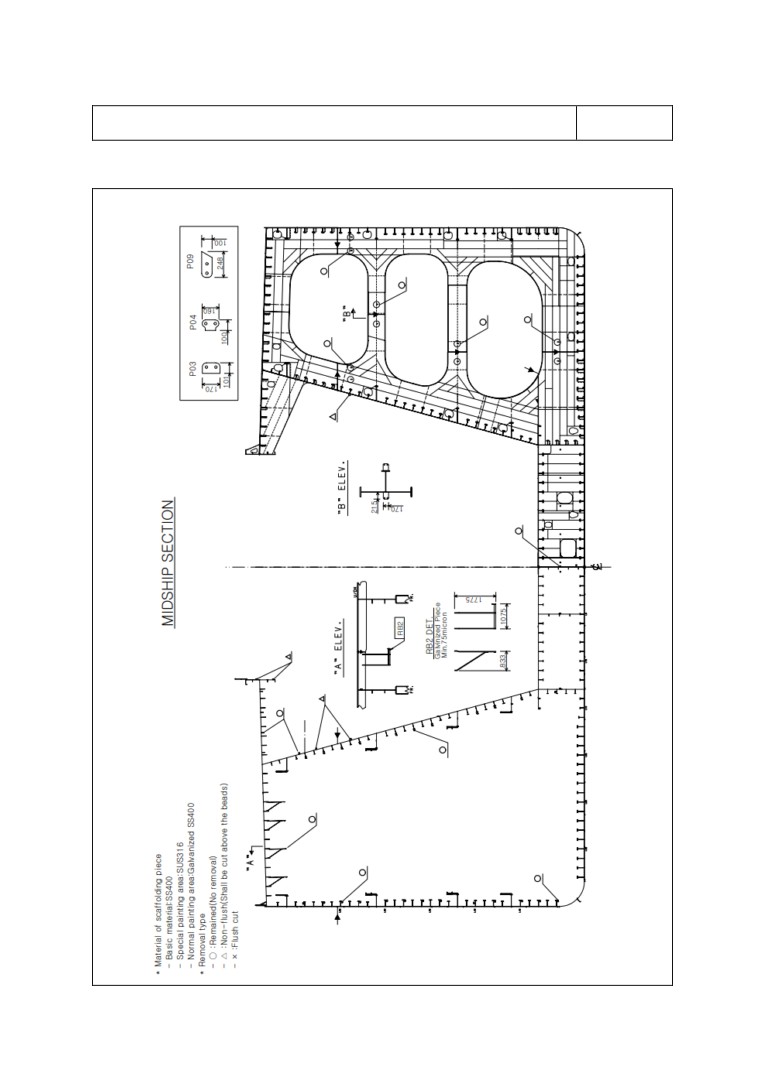 MIDSHIP SECTION
* Material of scaffolding piece
- Basic material:SS400
- Special painting area:SUS316
- Normal painting area:Galvanized SS400
* Removal type
- ○ :Remained(No removal)
- △ :Non-flush(Shall be cut above the beads)
- × :Flush cut
P03
170
101
P04
160
100
P09
248
100
"B"
"B" ELEV.
215
170
"A"
"A" ELEV.
RB2
RB2 DET.
Galvanized Piece
Min.75micron
833
1075
1775